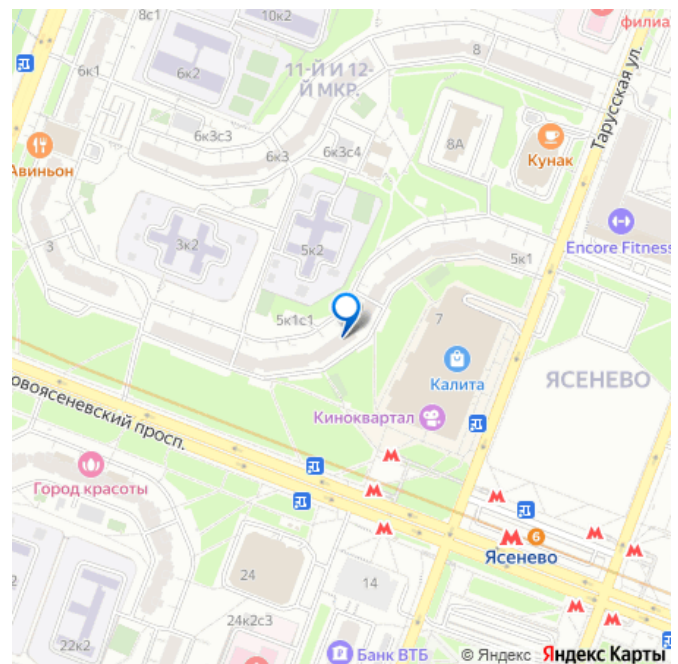 8с1
10к2
филиа
6к1
6к2
11-Й И 12-
Й МКР.
8
Тарусская ул.
6к3с3
6к3
6к3с4
8А
Кунак
Авиньон
3
3к2
5к2
5к1
Encore Fitness
5к1с1
7
Калита
ЯСЕНЕВО
Киноквартал
овоясеневский просп.
Город красоты
6
Ясенево
24
14
24к2с3
22к2
Банк ВТБ
© Яндекс Яндекс Карты